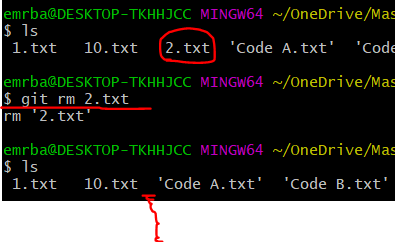 emrba@DESKTOP-TKHHJCC MINGW64 ~/OneDrive/Mas
$ ls
1.txt 10.txt 2.txt 'Code A.txt' 'Code
emrba@DESKTOP-TKHHJCC MINGW64 ~/OneDrive/Mas
$ git rm 2.txt
rm '2.txt'
emrba@DESKTOP-TKHHJCC MINGW64 ~/OneDrive/Mas
$ ls
1.txt 10.txt 'Code A.txt' 'Code B.txt'